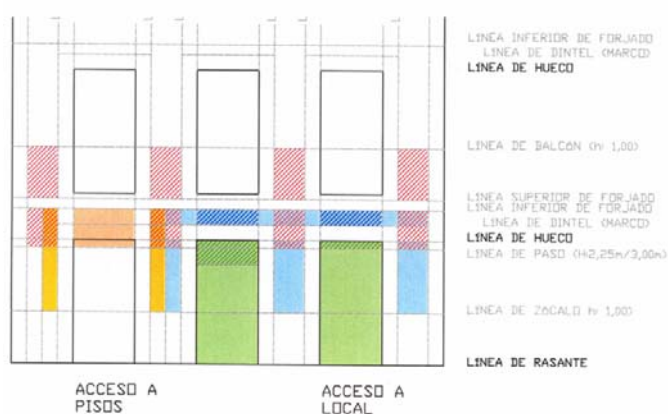 LINEA INFERIOR DE FORJADO
LINEA DE DINTEL (MARCO)
LINEA DE HUECO
LINEA DE BALCON (h: 1,00)
LINEA SUPERIOR DE FORJADO
LINEA INFERIOR DE FORJADO
LINEA DE DINTEL (MARCO)
LINEA DE HUECO
LINEA DE PASO (H=2,25m/3,00m)
LINEA DE ZOCALO h: 1,00)
LINEA DE RASANTE
ACCESO A
PISOS
ACCESO A
LOCAL